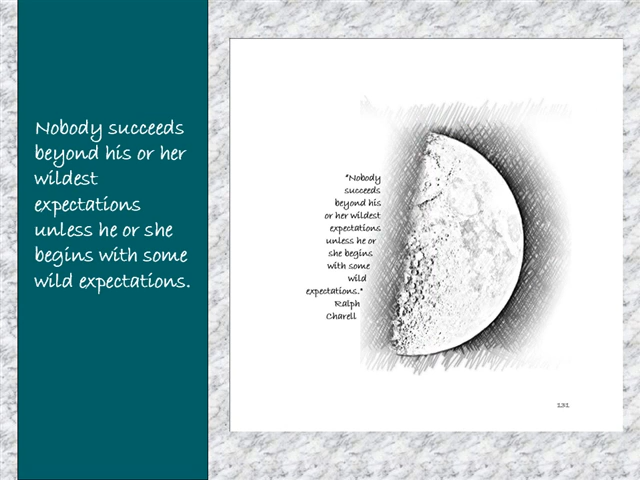 Nobody succeeds
beyond his or her
wildest
expectations
unless he or she
begins with some
wild expectations.
"Nobody
succeeds
beyond his
or her wildest
expectations
unless he or
she begins
with some
wild
expectations."
Ralph
Charell
131